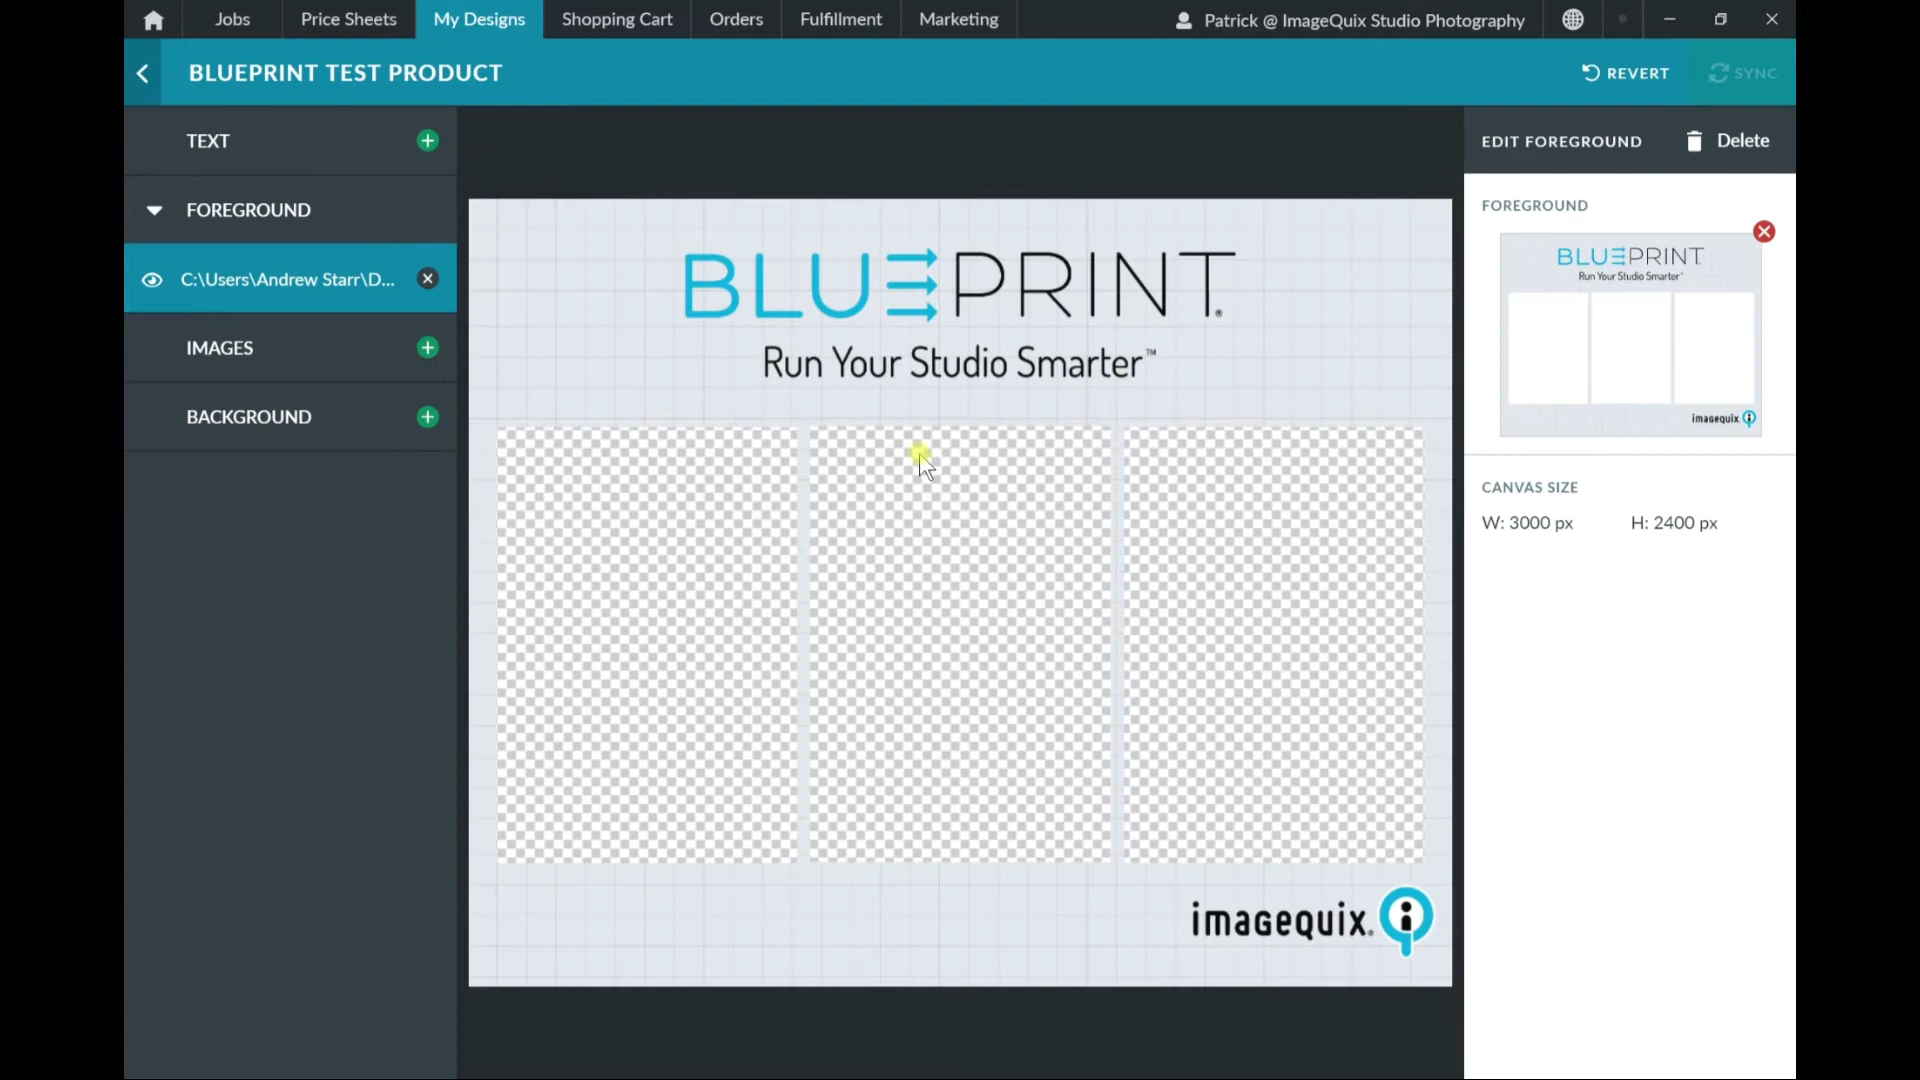 Jobs
Price Sheets
My Designs
Shopping Cart
Orders
Fulfillment
Marketing
Patrick @ ImageQuix Studio Photography
BLUEPRINT TEST PRODUCT
REVERT
SYNC
TEXT
FOREGROUND
C:\Users\Andrew Starr\D...
IMAGES
BACKGROUND
BLUEPRINT®
Run Your Studio Smarter™
imagequix®
EDIT FOREGROUND
Delete
FOREGROUND
BLUEPRINT
Run Your Studio Smarter™
imagequix
CANVAS SIZE
W: 3000 px
H: 2400 px